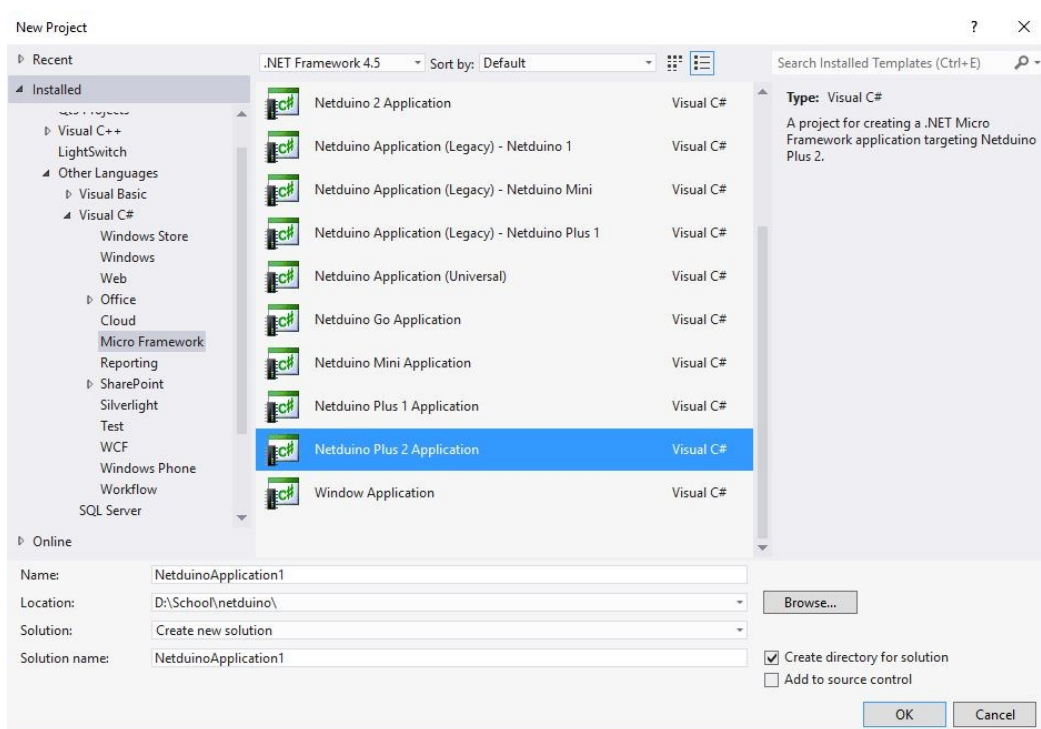 New Project
Recent
.NET Framework 4.5
Sort by: Default
Search Installed Templates (Ctrl+E)
Installed
Visual C++
LightSwitch
Other Languages
Visual Basic
Visual C#
Windows Store
Windows
Web
Office
Cloud
Micro Framework
Reporting
SharePoint
Silverlight
Test
WCF
Windows Phone
Workflow
SQL Server
Online
Netduino 2 Application Visual C#
Netduino Application (Legacy) - Netduino 1 Visual C#
Netduino Application (Legacy) - Netduino Mini Visual C#
Netduino Application (Legacy) - Netduino Plus 1 Visual C#
Netduino Application (Universal) Visual C#
Netduino Go Application Visual C#
Netduino Mini Application Visual C#
Netduino Plus 1 Application Visual C#
Netduino Plus 2 Application Visual C#
Window Application Visual C#
Type: Visual C#
A project for creating a .NET Micro
Framework application targeting Netduino
Plus 2.
Name: NetduinoApplication1
Location: D:\School\netduino\
Browse...
Solution: Create new solution
Solution name: NetduinoApplication1
Create directory for solution
Add to source control
OK Cancel